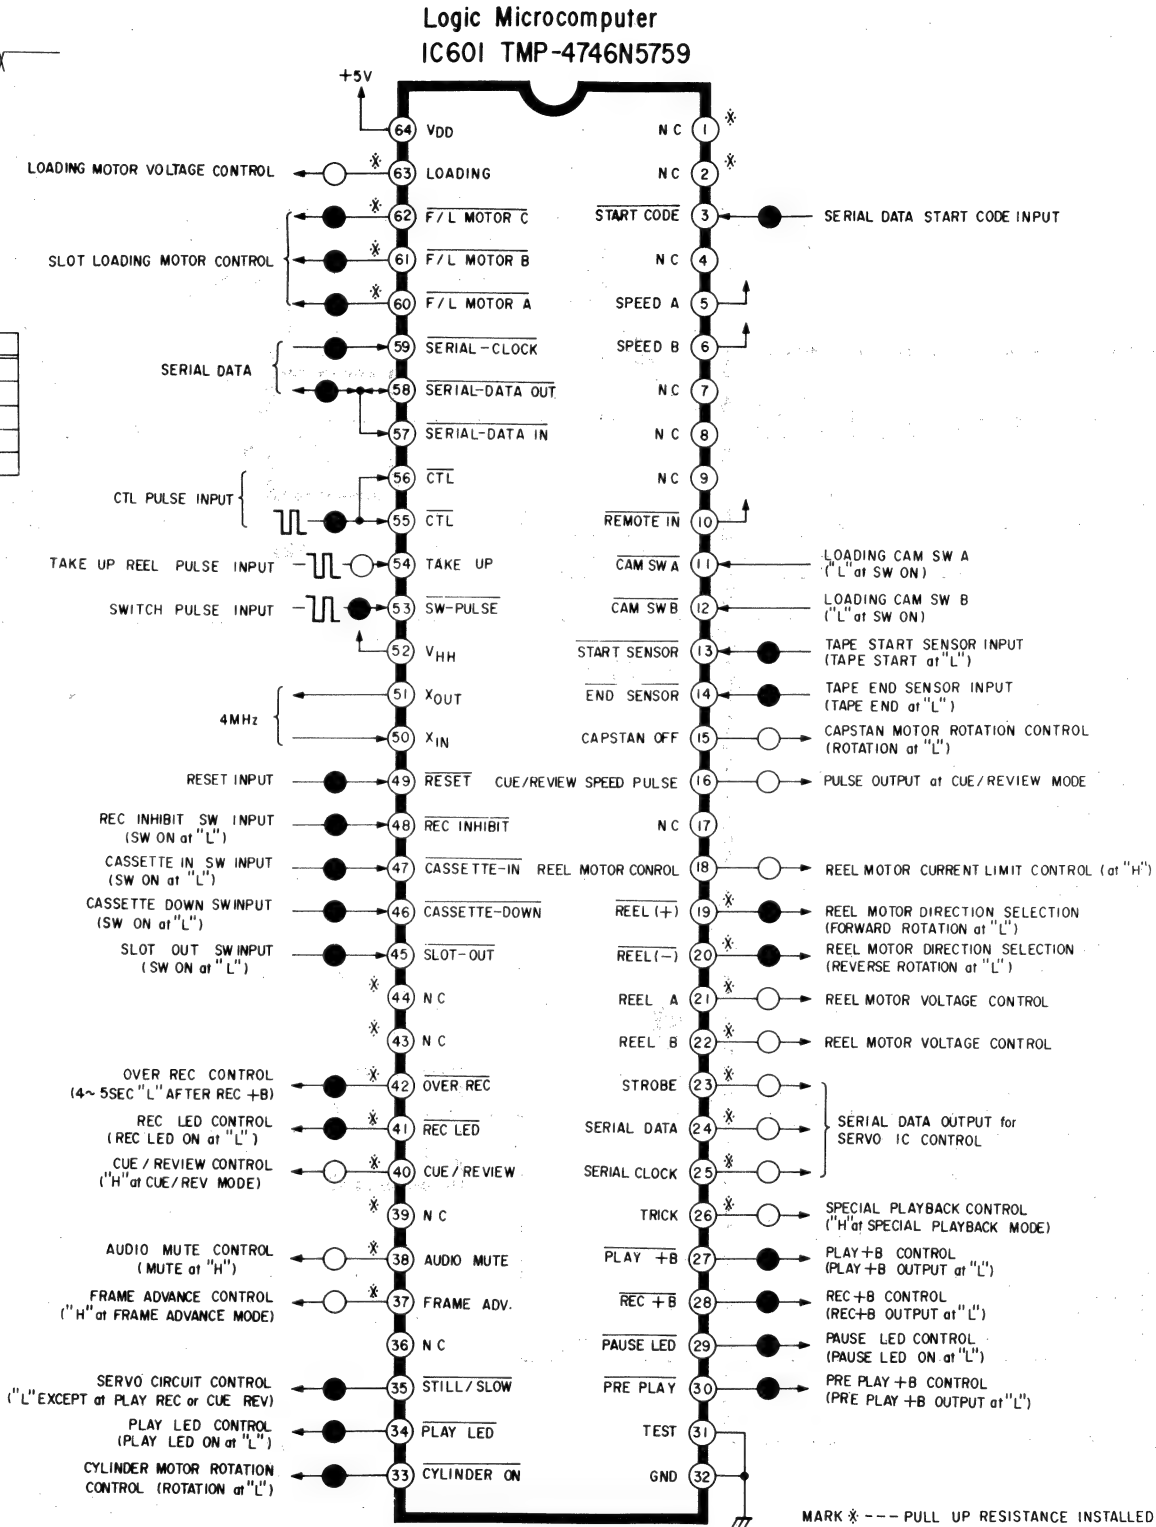 Logic Microcomputer
IC601 TMP-4746N5759
+5V
64 VDD
NC 1 ※
LOADING MOTOR VOLTAGE CONTROL ※ 63 LOADING
NC 2 ※
※ 62 F/L MOTOR C
START CODE 3 SERIAL DATA START CODE INPUT
SLOT LOADING MOTOR CONTROL ※ 61 F/L MOTOR B
NC 4
※ 60 F/L MOTOR A
SPEED A 5
59 SERIAL-CLOCK
SPEED B 6
SERIAL DATA
58 SERIAL-DATA OUT
NC 7
57 SERIAL-DATA IN
NC 8
56 CTL
NC 9
CTL PULSE INPUT
55 CTL
REMOTE IN 10
TAKE UP REEL PULSE INPUT 54 TAKE UP
CAM SW A 11 LOADING CAM SW A
("L" at SW ON)
SWITCH PULSE INPUT 53 SW-PULSE
CAM SW B 12 LOADING CAM SW B
("L" at SW ON)
52 VHH
START SENSOR 13 TAPE START SENSOR INPUT
(TAPE START at "L")
51 XOUT
END SENSOR 14 TAPE END SENSOR INPUT
(TAPE END at "L")
4MHz
50 XIN
CAPSTAN OFF 15 CAPSTAN MOTOR ROTATION CONTROL
(ROTATION at "L")
RESET INPUT 49 RESET
CUE/REVIEW SPEED PULSE 16 PULSE OUTPUT at CUE/REVIEW MODE
REC INHIBIT SW INPUT
(SW ON at "L") 48 REC INHIBIT
NC 17
CASSETTE IN SW INPUT
(SW ON at "L") 47 CASSETTE-IN
REEL MOTOR CONROL 18 REEL MOTOR CURRENT LIMIT CONTROL (at "H")
CASSETTE DOWN SW INPUT
(SW ON at "L") 46 CASSETTE-DOWN
REEL (+) 19 ※ REEL MOTOR DIRECTION SELECTION
(FORWARD ROTATION at "L")
SLOT OUT SW INPUT
(SW ON at "L") 45 SLOT-OUT
REEL (-) 20 ※ REEL MOTOR DIRECTION SELECTION
(REVERSE ROTATION at "L")
※ 44 NC
REEL A 21 ※ REEL MOTOR VOLTAGE CONTROL
※ 43 NC
REEL B 22 ※ REEL MOTOR VOLTAGE CONTROL
OVER REC CONTROL
(4~5SEC "L" AFTER REC +B) ※ 42 OVER REC
STROBE 23 ※
REC LED CONTROL
(REC LED ON at "L") ※ 41 REC LED
SERIAL DATA 24 ※
SERIAL DATA OUTPUT for
SERVO IC CONTROL
CUE / REVIEW CONTROL
("H" at CUE/REV MODE) ※ 40 CUE/REVIEW
SERIAL CLOCK 25 ※
※ 39 NC
TRICK 26 ※ SPECIAL PLAYBACK CONTROL
("H" at SPECIAL PLAYBACK MODE)
AUDIO MUTE CONTROL
(MUTE at "H") ※ 38 AUDIO MUTE
PLAY +B 27 PLAY+B CONTROL
(PLAY+B OUTPUT at "L")
FRAME ADVANCE CONTROL
("H" at FRAME ADVANCE MODE) ※ 37 FRAME ADV.
REC +B 28 REC+B CONTROL
(REC+B OUTPUT at "L")
36 NC
PAUSE LED 29 PAUSE LED CONTROL
(PAUSE LED ON at "L")
SERVO CIRCUIT CONTROL
("L" EXCEPT at PLAY REC or CUE REV) 35 STILL/SLOW
PRE PLAY 30 PRE PLAY +B CONTROL
(PRE PLAY +B OUTPUT at "L")
PLAY LED CONTROL
(PLAY LED ON at "L") 34 PLAY LED
TEST 31
CYLINDER MOTOR ROTATION
CONTROL (ROTATION at "L") 33 CYLINDER ON
GND 32
MARK ※ --- PULL UP RESISTANCE INSTALLED